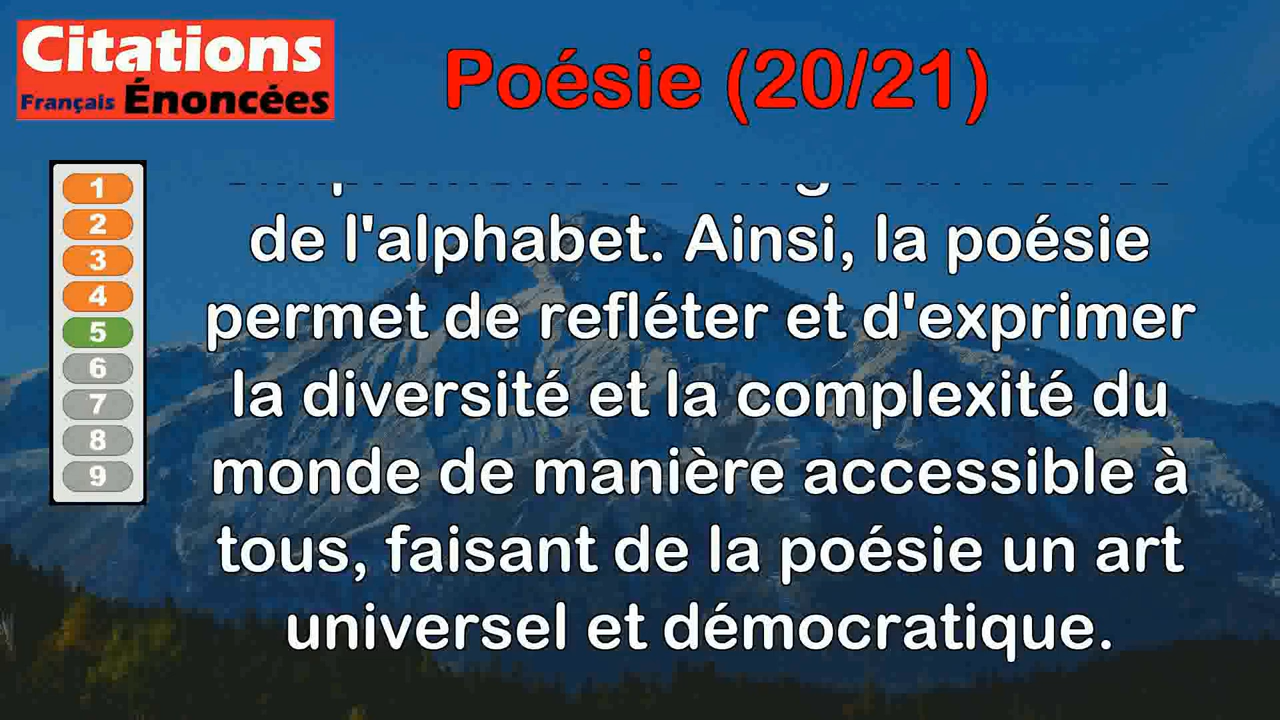 Citations
Français Énoncées
Poésie (20/21)
1
2
3
4
5
6
7
8
9
de l'alphabet. Ainsi, la poésie
permet de refléter et d'exprimer
la diversité et la complexité du
monde de manière accessible à
tous, faisant de la poésie un art
universel et démocratique.